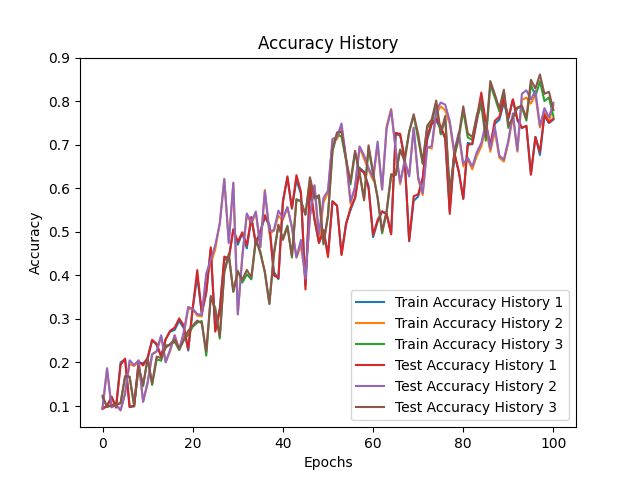 Accuracy History
0.9
0.8
0.7
0.6
0.5
0.4
0.3
0.2
0.1
Accuracy
0 20 40 60 80 100
Epochs
Train Accuracy History 1
Train Accuracy History 2
Train Accuracy History 3
Test Accuracy History 1
Test Accuracy History 2
Test Accuracy History 3